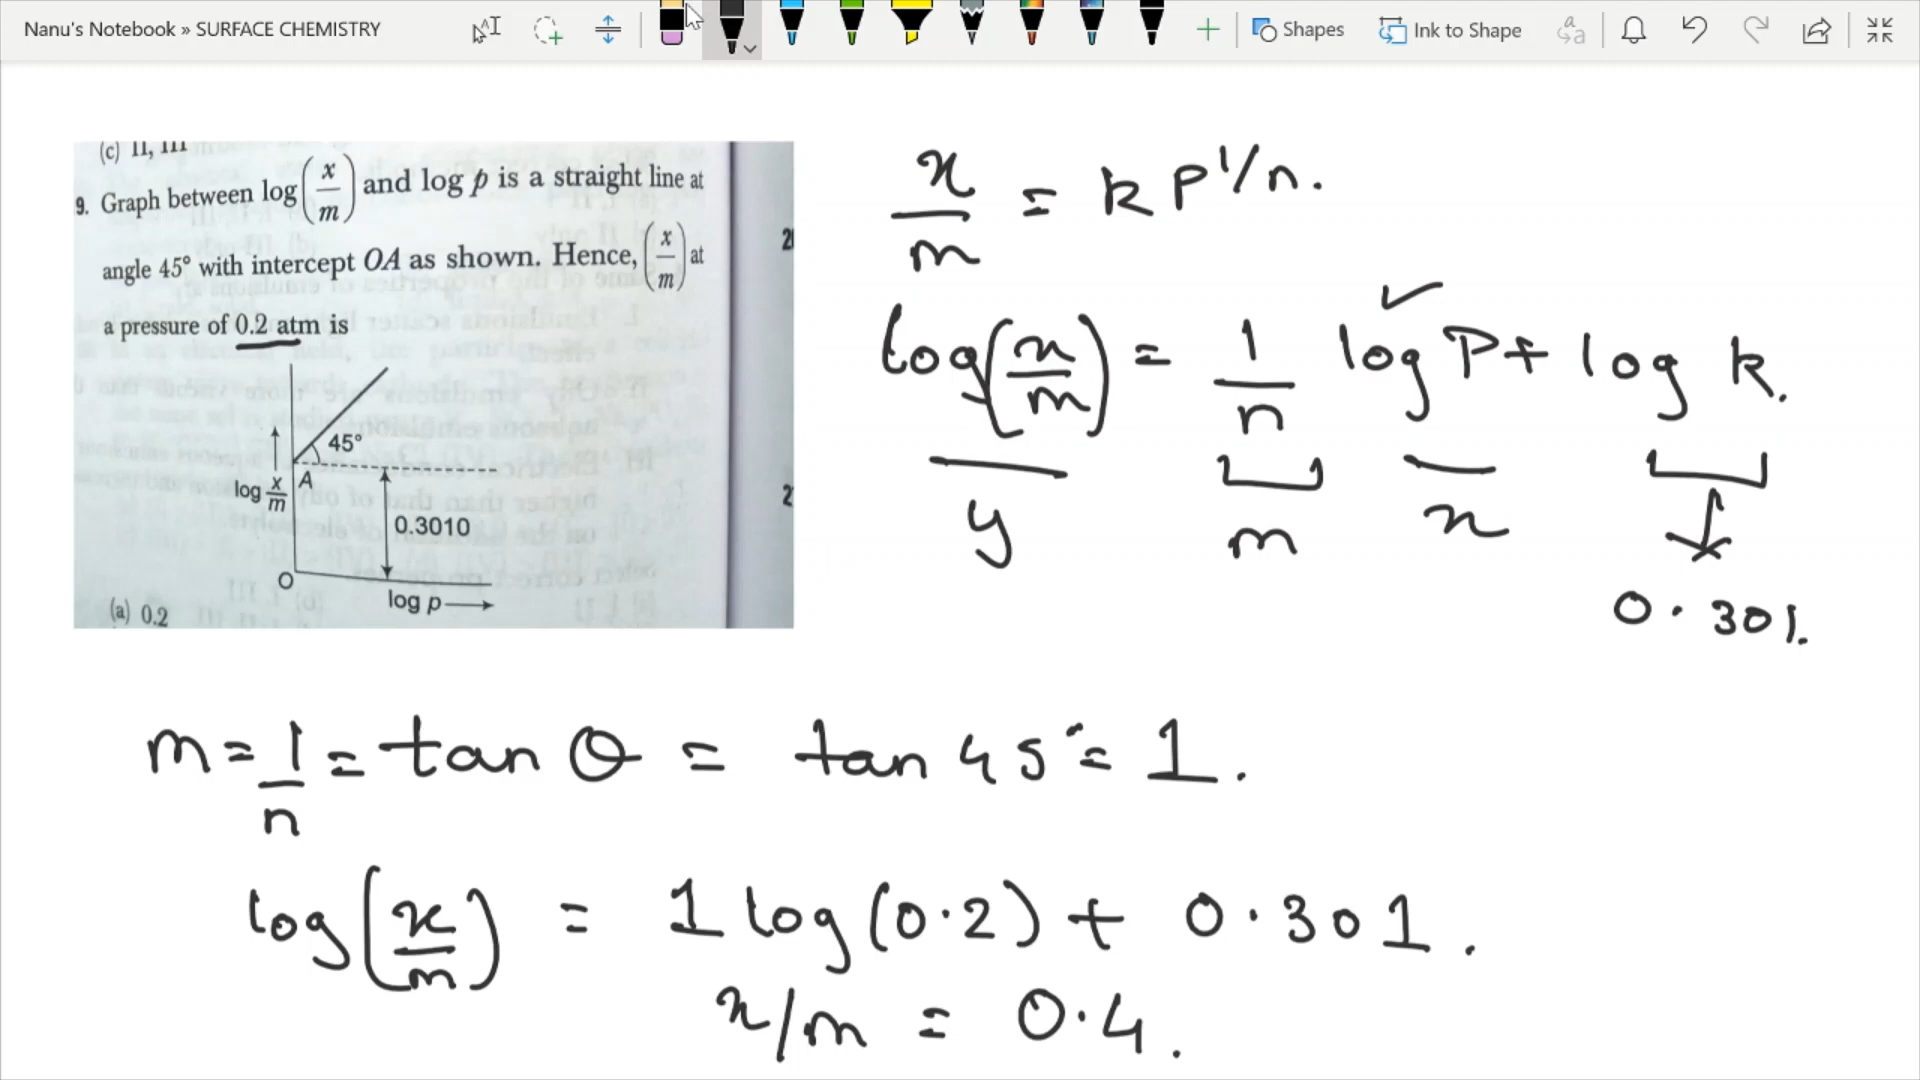 Nanu's Notebook » SURFACE CHEMISTRY
Shapes
Ink to Shape
(c) II, III
9. Graph between log (x/m) and log p is a straight line at
angle 45° with intercept OA as shown. Hence, (x/m) at
a pressure of 0.2 atm is
45°
A
log x/m
0.3010
O
log p
(a) 0.2
x/m = k P^1/n.
log(x/m) = 1/n log P + log k.
y m x
0.301.
m = 1/n = tan θ = tan 45° = 1.
log(x/m) = 1 log(0.2) + 0.301.
x/m = 0.4.